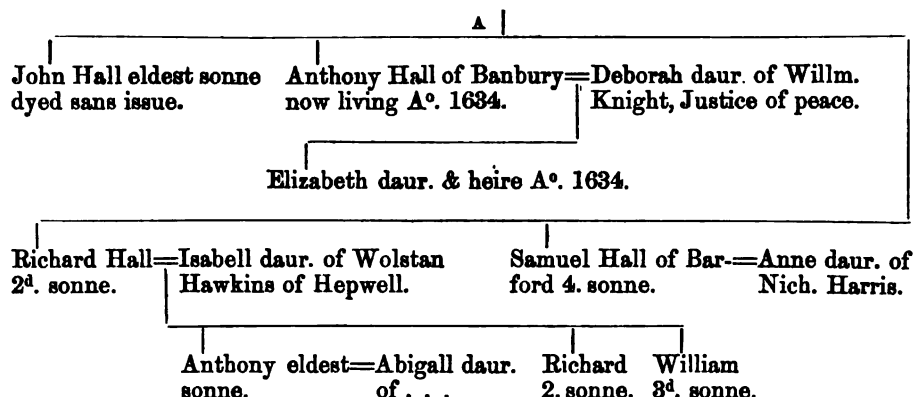 A
John Hall eldest sonne dyed sans issue.
Anthony Hall of Banbury=Deborah daur. of Willm.
now living Aº. 1634. Knight, Justice of peace.
Elizabeth daur. & heire Aº. 1634.
Richard Hall=Isabell daur. of Wolstan
2ᵈ. sonne. Hawkins of Hepwell.
Samuel Hall of Bar-=Anne daur. of
ford 4. sonne. Nich. Harris.
Anthony eldest=Abigall daur.
sonne. of . . .
Richard
2. sonne.
William
3ᵈ. sonne.